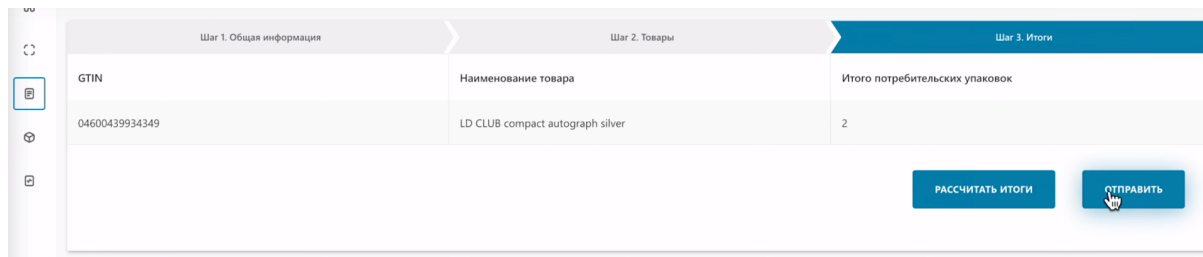 Шаг 1. Общая информация
Шаг 2. Товары
Шаг 3. Итоги
GTIN
Наименование товара
Итого потребительских упаковок
04600439934349
LD CLUB compact autograph silver
2
РАССЧИТАТЬ ИТОГИ
ОТПРАВИТЬ